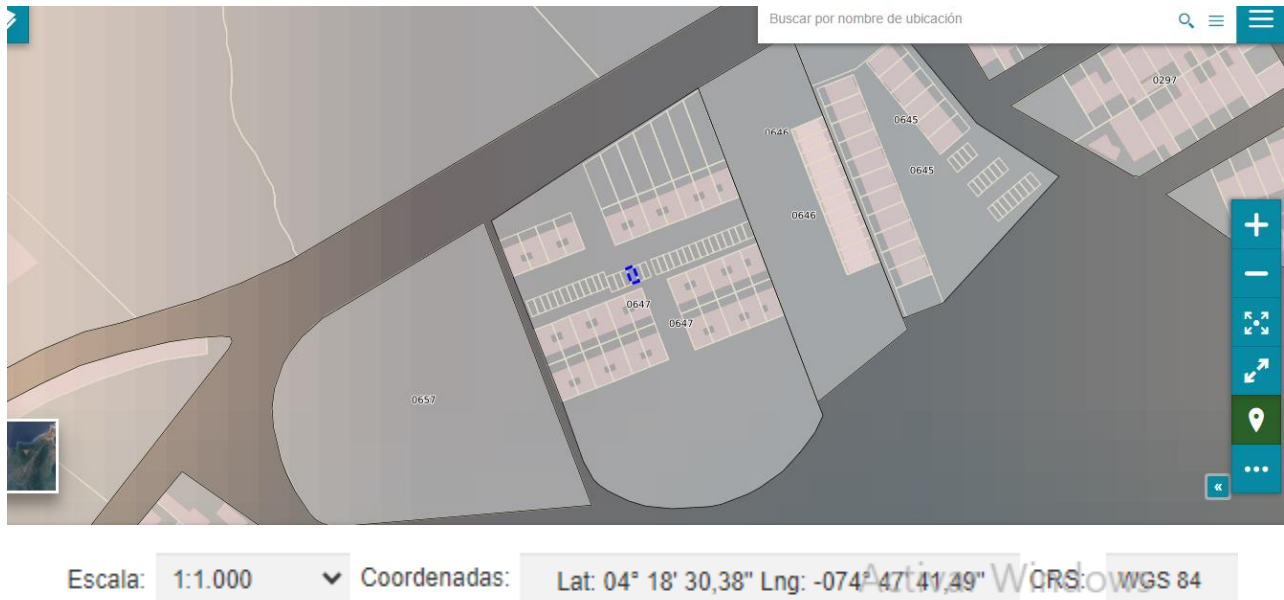 Buscar por nombre de ubicación
0297
0645
0646
0645
0646
0647
0647
0657
Escala: 1:1.000 Coordenadas: Lat: 04° 18' 30,38" Lng: -074° 47' 41,49" CRS: WGS 84
Activar Windows